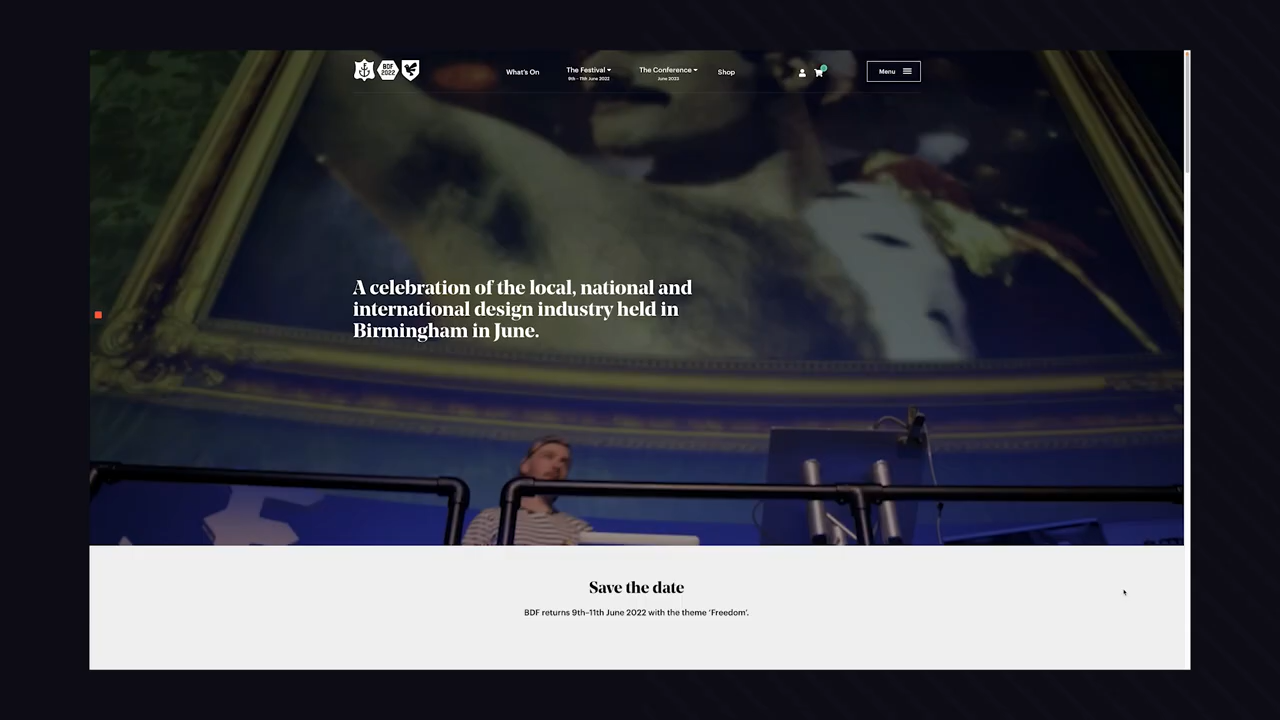 BDF
2022
What's On
The Festival
9th - 11th June 2022
The Conference
June 2023
Shop
Menu
A celebration of the local, national and
international design industry held in
Birmingham in June.
Save the date
BDF returns 9th–11th June 2022 with the theme 'Freedom'.